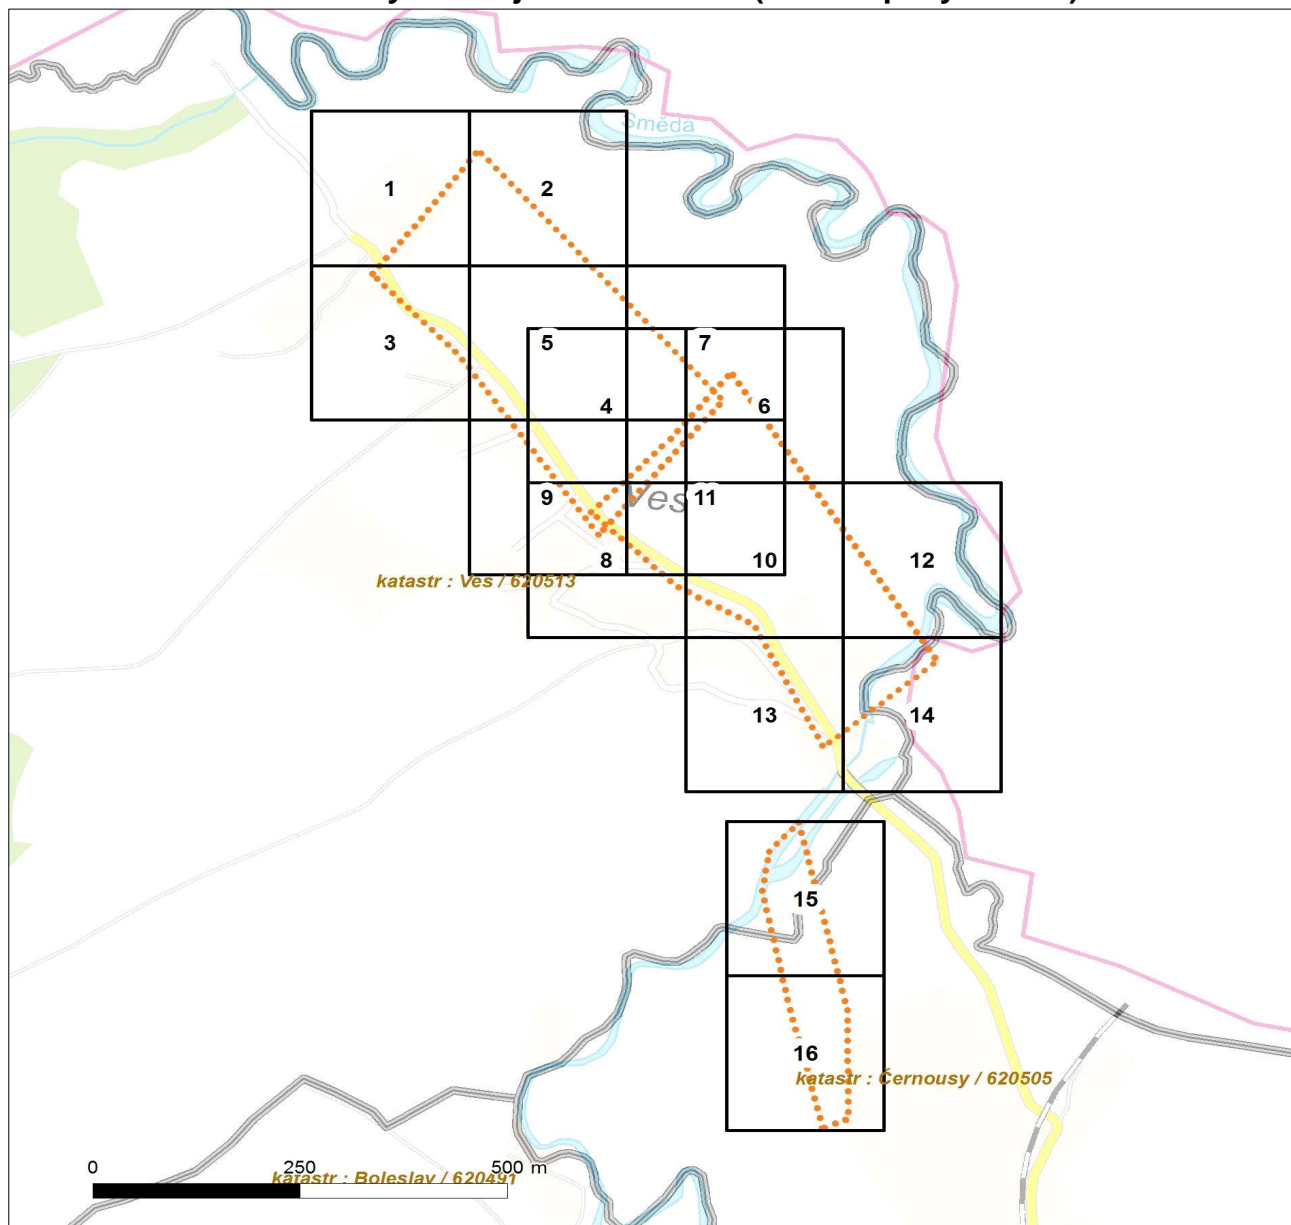 Směda
1
2
3
5
7
4
6
9
Ves
11
8
10
12
katastr : Ves / 620513
13
14
15
16
katastr : Černousy / 620505
0 250 500 m
katastr : Boleslav / 620491